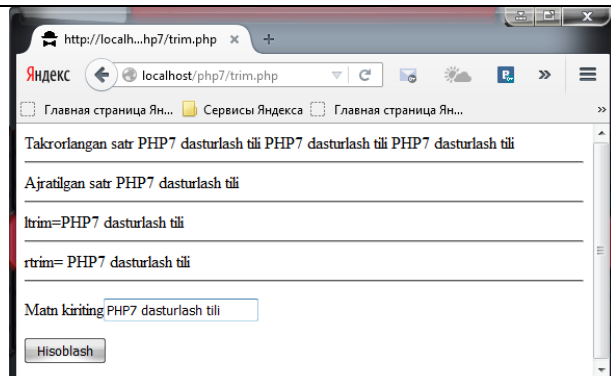 http://localh...hp7/trim.php
Яндекс localhost/php7/trim.php
Главная страница Ян... Сервисы Яндекса Главная страница Ян...
Takrorlangan satr PHP7 dasturlash tili PHP7 dasturlash tili PHP7 dasturlash tili
Ajratilgan satr PHP7 dasturlash tili
ltrim=PHP7 dasturlash tili
rtrim= PHP7 dasturlash tili
Matn kiriting PHP7 dasturlash tili
Hisoblash